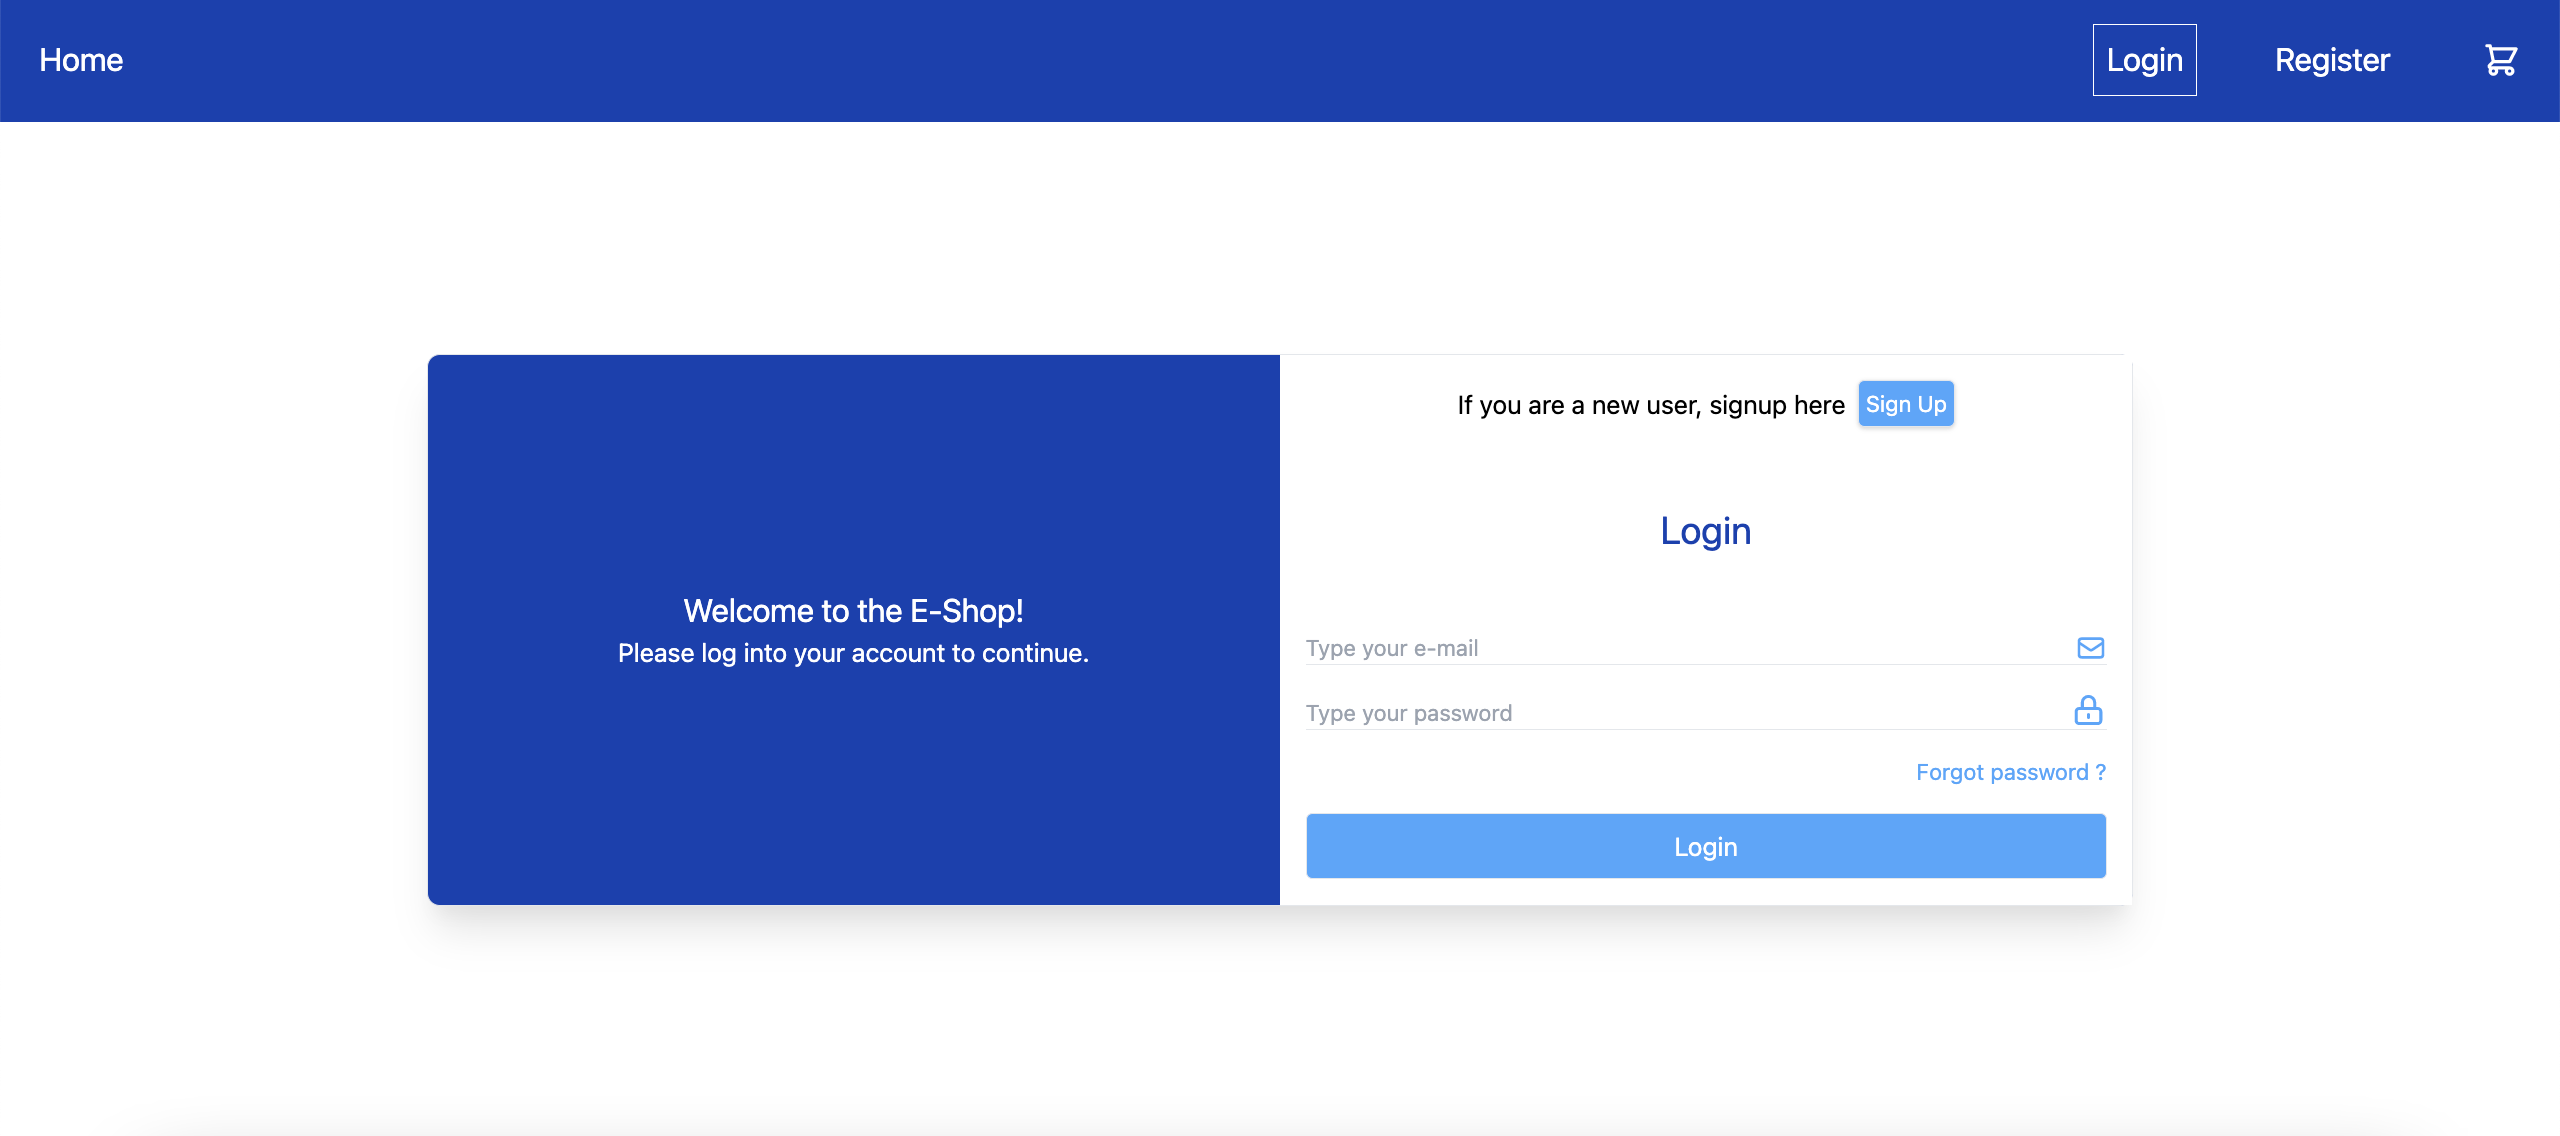 Home Login Register
If you are a new user, signup here Sign Up
Login
Welcome to the E-Shop!
Please log into your account to continue.
Type your e-mail
Type your password
Forgot password ?
Login